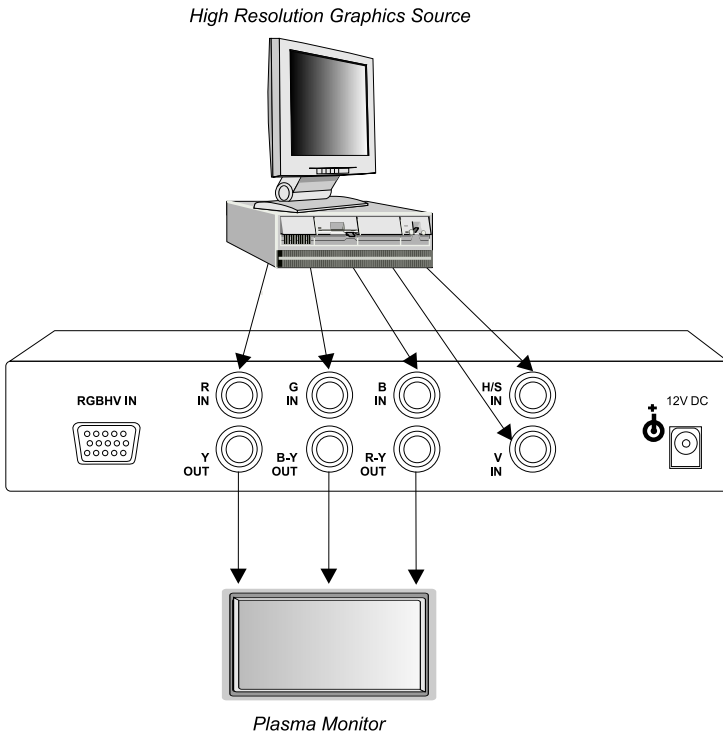 High Resolution Graphics Source
RGBHV IN
R
IN
G
IN
B
IN
H/S
IN
12V DC
+
Y
OUT
B-Y
OUT
R-Y
OUT
V
IN
Plasma Monitor